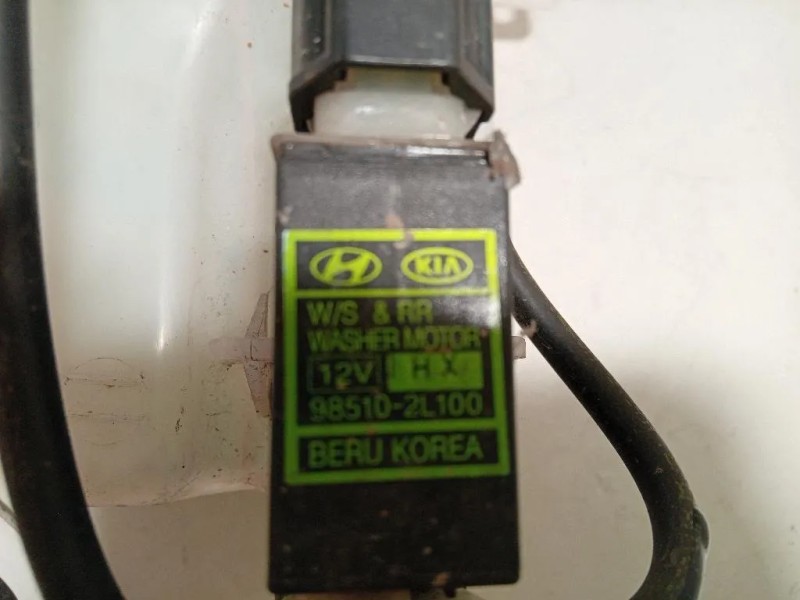 KIA
W/S & RR
WASHER MOTOR
12V HX
98510-2L100
BERU KOREA